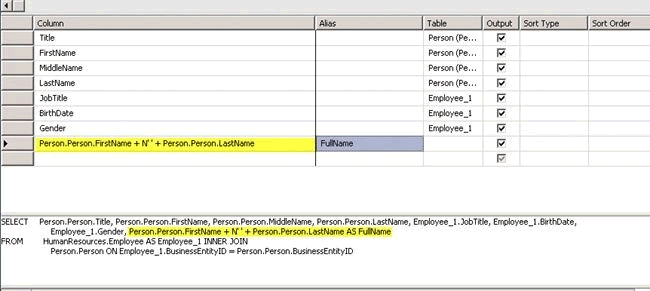 Column Alias Table Output Sort Type Sort Order
Title Person (Pe...
FirstName Person (Pe...
MiddleName Person (Pe...
LastName Person (Pe...
JobTitle Employee_1
BirthDate Employee_1
Gender Employee_1
Person.Person.FirstName + N' ' + Person.Person.LastName FullName
SELECT Person.Person.Title, Person.Person.FirstName, Person.Person.MiddleName, Person.Person.LastName, Employee_1.JobTitle, Employee_1.BirthDate,
Employee_1.Gender, Person.Person.FirstName + N' ' + Person.Person.LastName AS FullName
FROM HumanResources.Employee AS Employee_1 INNER JOIN
Person.Person ON Employee_1.BusinessEntityID = Person.Person.BusinessEntityID